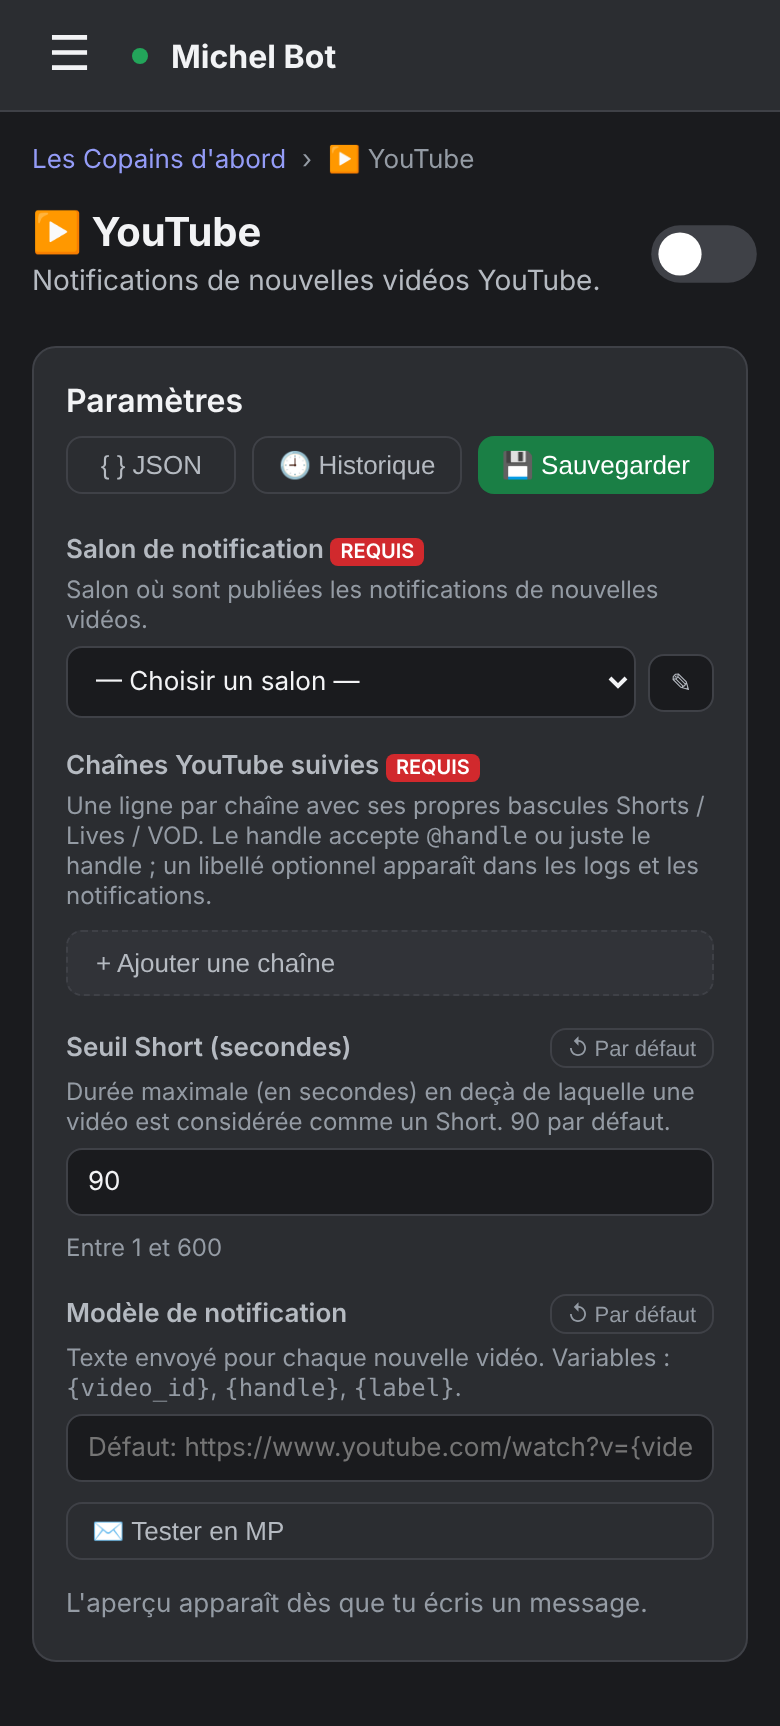 ☰ Michel Bot
Les Copains d'abord › ▶️ YouTube
▶️ YouTube
Notifications de nouvelles vidéos YouTube.
Paramètres
{ } JSON 🕘 Historique 💾 Sauvegarder
Salon de notification REQUIS
Salon où sont publiées les notifications de nouvelles
vidéos.
— Choisir un salon — ✎
Chaînes YouTube suivies REQUIS
Une ligne par chaîne avec ses propres bascules Shorts /
Lives / VOD. Le handle accepte @handle ou juste le
handle ; un libellé optionnel apparaît dans les logs et les
notifications.
+ Ajouter une chaîne
Seuil Short (secondes) ↺ Par défaut
Durée maximale (en secondes) en deçà de laquelle une
vidéo est considérée comme un Short. 90 par défaut.
90
Entre 1 et 600
Modèle de notification ↺ Par défaut
Texte envoyé pour chaque nouvelle vidéo. Variables :
{video_id}, {handle}, {label}.
Défaut: https://www.youtube.com/watch?v={vide
✉️ Tester en MP
L'aperçu apparaît dès que tu écris un message.